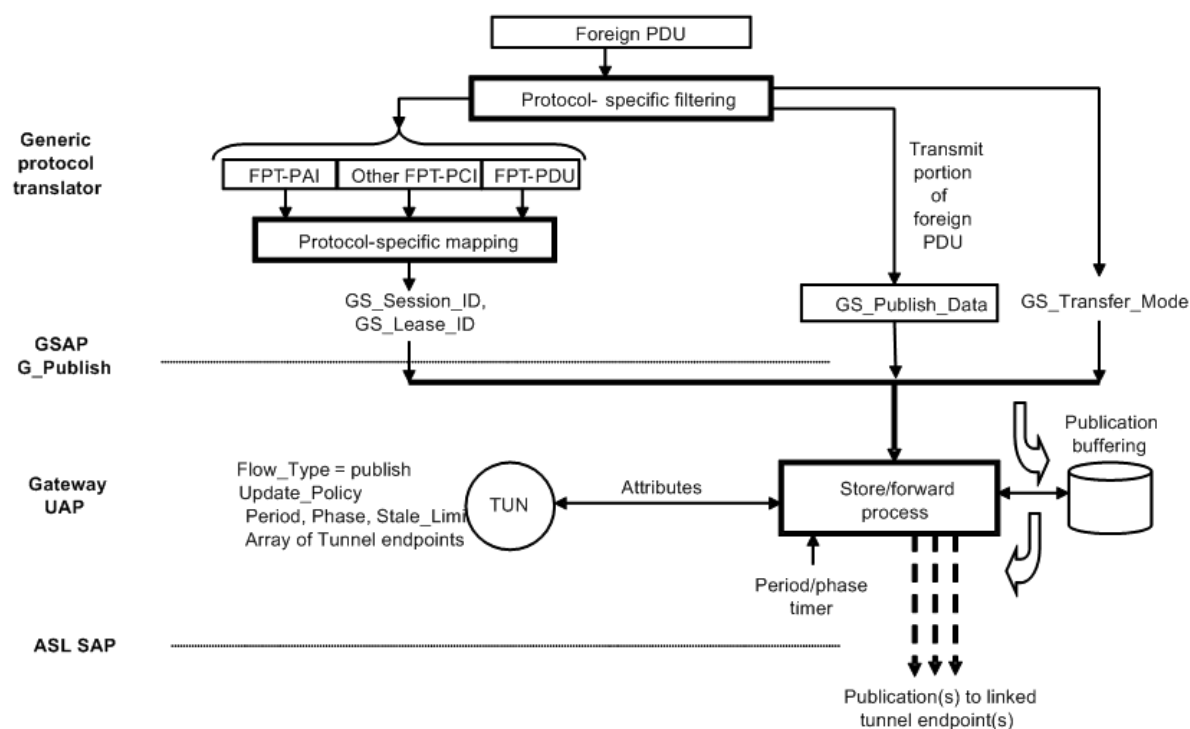 Foreign PDU
Protocol- specific filtering
Generic
protocol
translator
FPT-PAI
Other FPT-PCI
FPT-PDU
Transmit
portion
of
foreign
PDU
Protocol-specific mapping
GS_Session_ID,
GS_Lease_ID
GS_Publish_Data
GS_Transfer_Mode
GSAP
G_Publish
Publication
buffering
Gateway
UAP
Flow_Type = publish
Update_Policy
Period, Phase, Stale_Limi
Array of Tunnel endpoints
TUN
Attributes
Store/forward
process
Period/phase
timer
ASL SAP
Publication(s) to linked
tunnel endpoint(s)